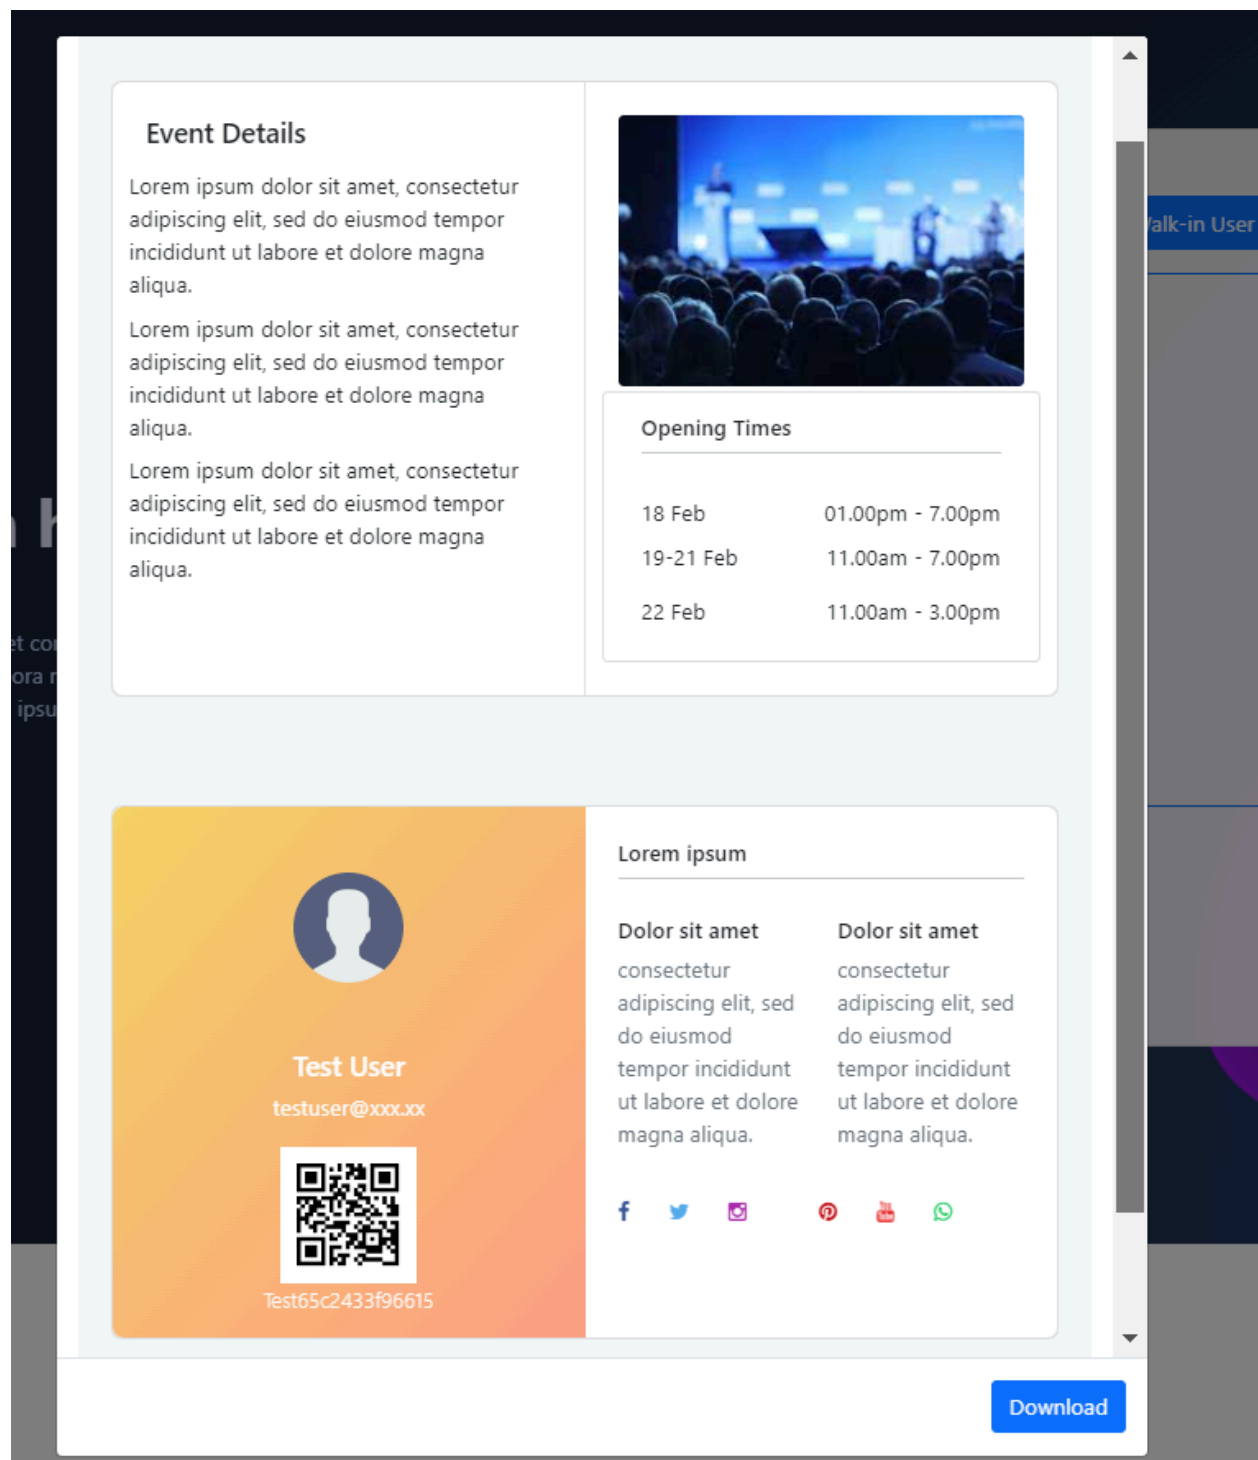 Event Details
Lorem ipsum dolor sit amet, consectetur
adipiscing elit, sed do eiusmod tempor
incididunt ut labore et dolore magna
aliqua.
Lorem ipsum dolor sit amet, consectetur
adipiscing elit, sed do eiusmod tempor
incididunt ut labore et dolore magna
aliqua.
Lorem ipsum dolor sit amet, consectetur
adipiscing elit, sed do eiusmod tempor
incididunt ut labore et dolore magna
aliqua.
Opening Times
18 Feb 01.00pm - 7.00pm
19-21 Feb 11.00am - 7.00pm
22 Feb 11.00am - 3.00pm
Test User
testuser@xxx.xx
Test65c2433f96615
Lorem ipsum
Dolor sit amet
consectetur
adipiscing elit, sed
do eiusmod
tempor incididunt
ut labore et dolore
magna aliqua.
Dolor sit amet
consectetur
adipiscing elit, sed
do eiusmod
tempor incididunt
ut labore et dolore
magna aliqua.
Download
User